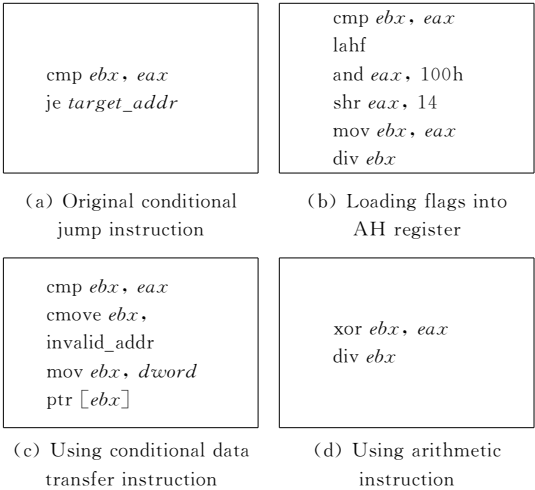 cmp ebx, eax
je target_addr
(a) Original conditional
jump instruction
cmp ebx, eax
lahf
and eax, 100h
shr eax, 14
mov ebx, eax
div ebx
(b) Loading flags into
AH register
cmp ebx, eax
cmove ebx,
invalid_addr
mov ebx, dword
ptr [ebx]
(c) Using conditional data
transfer instruction
xor ebx, eax
div ebx
(d) Using arithmetic
instruction